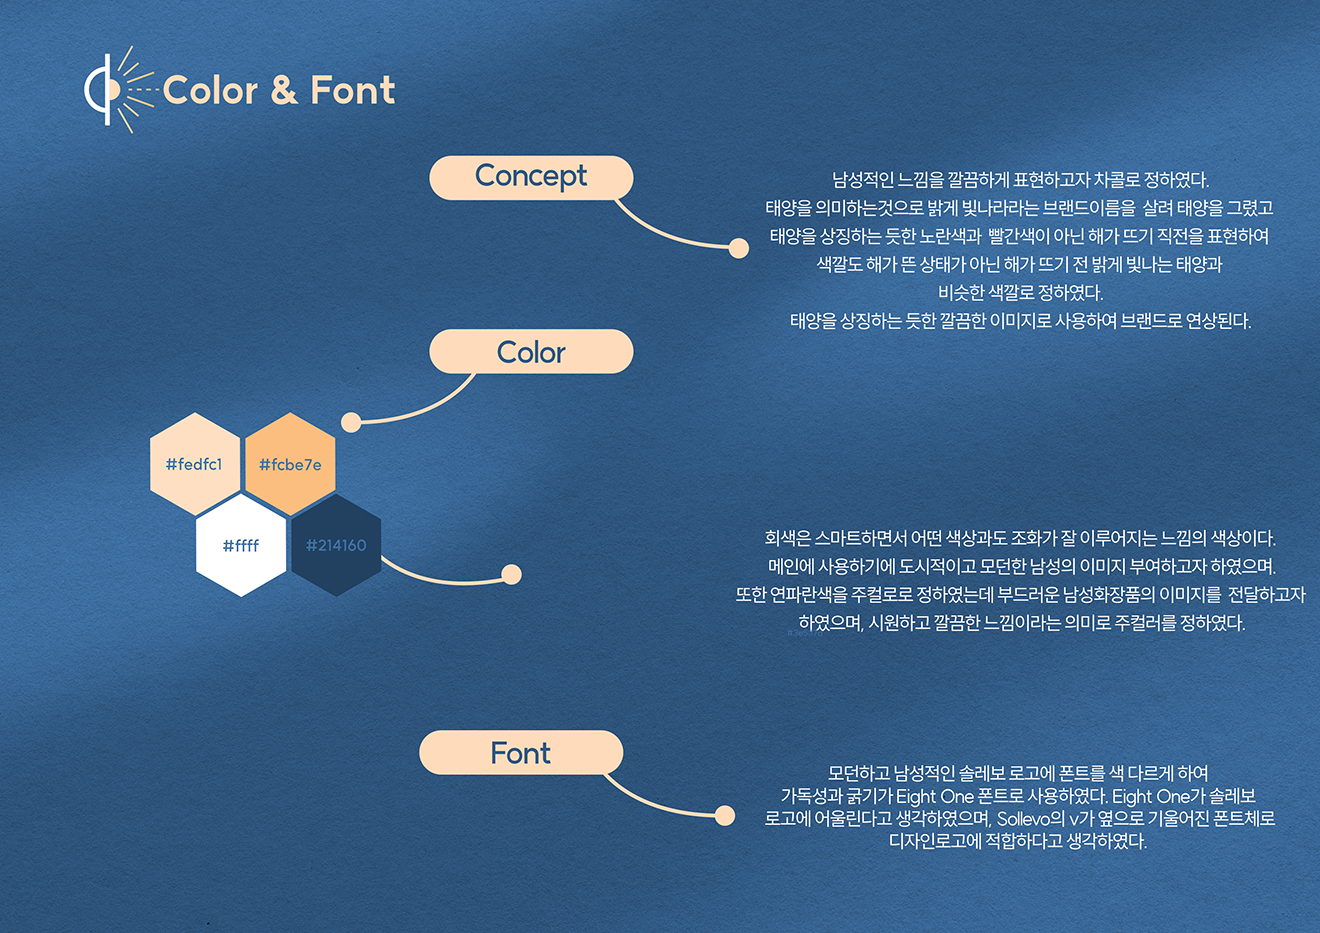 Color & Font
Concept
남성적인 느낌을 깔끔하게 표현하고자 차콜로 정하였다.
태양을 의미하는것으로 밝게 빛나라라는 브랜드이름을 살려 태양을 그렸고
태양을 상징하는 듯한 노란색과 빨간색이 아닌 해가 뜨기 직전을 표현하여
색깔도 해가 뜬 상태가 아닌 해가 뜨기 전 밝게 빛나는 태양과
비슷한 색깔로 정하였다.
태양을 상징하는 듯한 깔끔한 이미지로 사용하여 브랜드로 연상된다.
Color
#fedfc1
#fcbe7e
#ffff
#214160
회색은 스마트하면서 어떤 색상과도 조화가 잘 이루어지는 느낌의 색상이다.
메인에 사용하기에 도시적이고 모던한 남성의 이미지 부여하고자 하였으며.
또한 연파란색을 주컬로로 정하였는데 부드러운 남성화장품의 이미지를 전달하고자
하였으며, 시원하고 깔끔한 느낌이라는 의미로 주컬러를 정하였다.
Font
모던하고 남성적인 솔레보 로고에 폰트를 색 다르게 하여
가독성과 굵기가 Eight One 폰트로 사용하였다. Eight One가 솔레보
로고에 어울린다고 생각하였으며, Sollevo의 v가 옆으로 기울어진 폰트체로
디자인로고에 적합하다고 생각하였다.